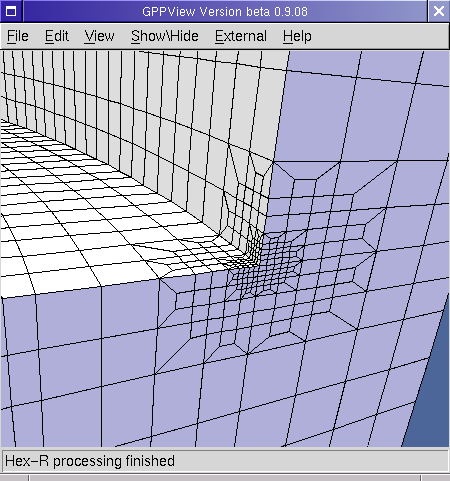 GPPView Version beta 0.9.08
File Edit View Show\Hide External Help
Hex-R processing finished